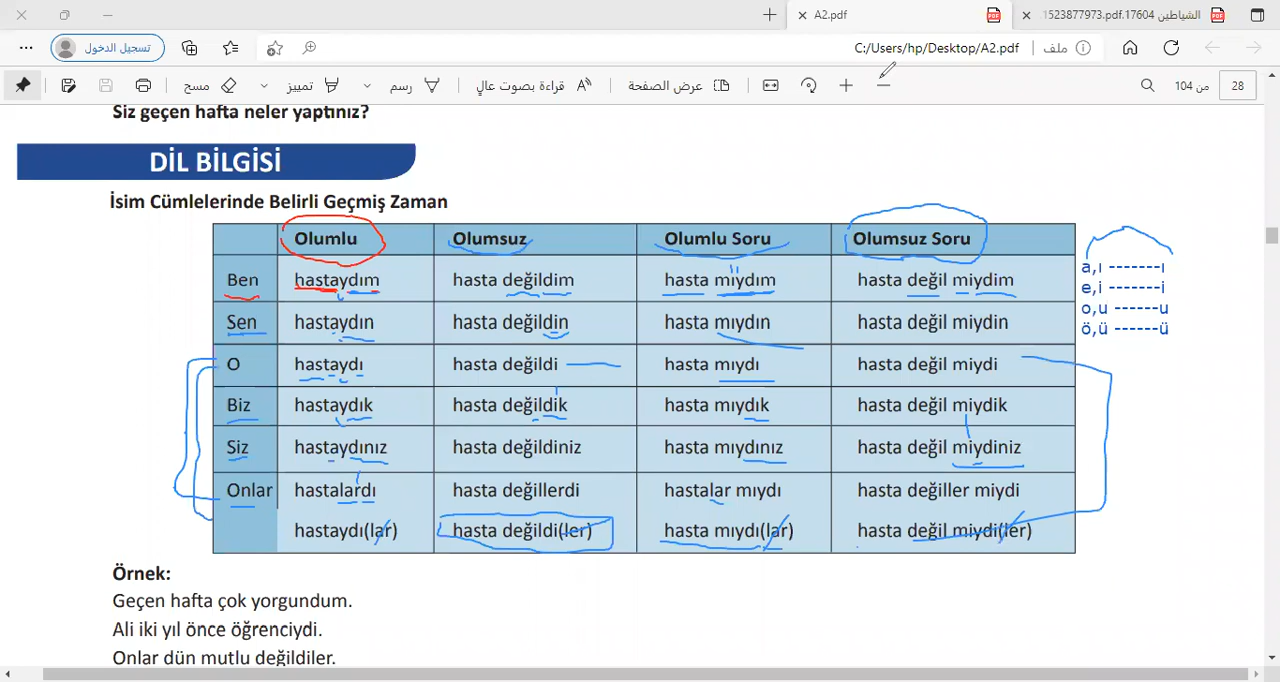 A2.pdf
الشياطين 17604.1523877973.pdf
تسجيل الدخول
C:/Users/hp/Desktop/A2.pdf
ملف
مسح
تمييز
رسم
قراءة بصوت عالٍ
عرض الصفحة
من 104
28
Siz geçen hafta neler yaptınız?
DİL BİLGİSİ
İsim Cümlelerinde Belirli Geçmiş Zaman
Olumlu Olumsuz Olumlu Soru Olumsuz Soru
Ben hastaydım hasta değildim hasta mıydım hasta değil miydim
Sen hastaydın hasta değildin hasta mıydın hasta değil miydin
O hastaydı hasta değildi hasta mıydı hasta değil miydi
Biz hastaydık hasta değildik hasta mıydık hasta değil miydik
Siz hastaydınız hasta değildiniz hasta mıydınız hasta değil miydiniz
Onlar hastalardı hasta değillerdi hastalar mıydı hasta değiller miydi
hastaydı(lar) hasta değildi(ler) hasta mıydı(lar) hasta değil miydi(ler)
a,ı -------ı
e,i -------i
o,u ------u
ö,ü ------ü
Örnek:
Geçen hafta çok yorgundum.
Ali iki yıl önce öğrenciydi.
Onlar dün mutlu değildiler.